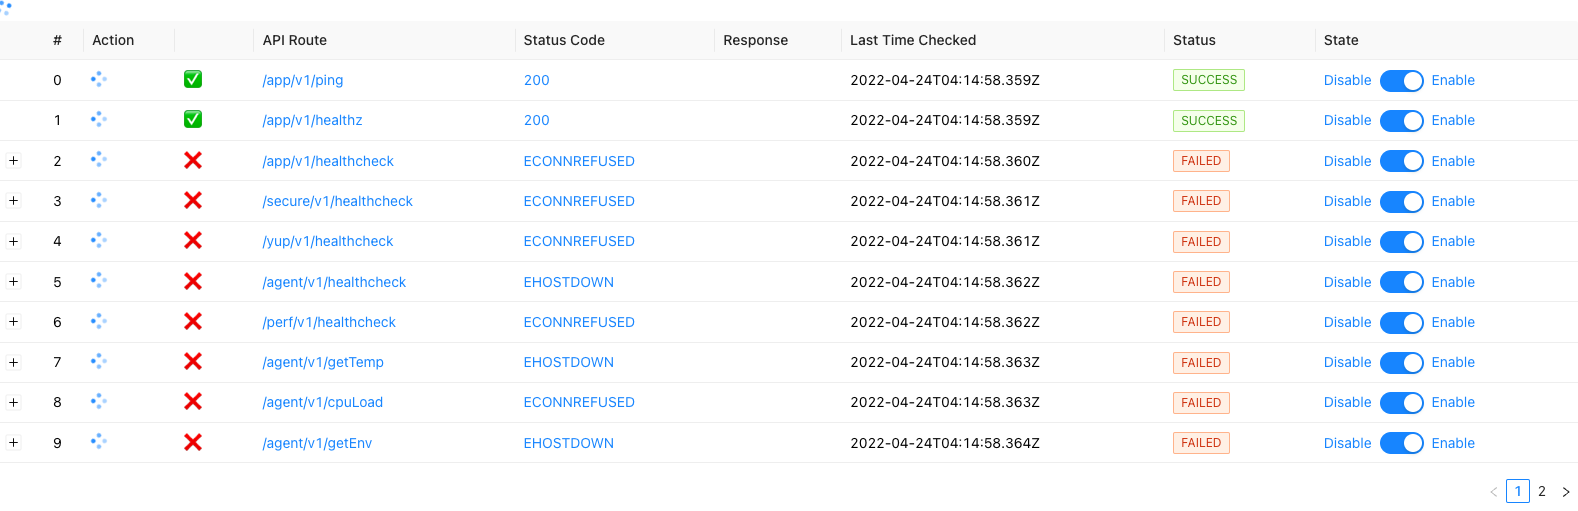 # Action API Route Status Code Response Last Time Checked Status State
0 /app/v1/ping 200 2022-04-24T04:14:58.359Z SUCCESS Disable Enable
1 /app/v1/healthz 200 2022-04-24T04:14:58.359Z SUCCESS Disable Enable
2 /app/v1/healthcheck ECONNREFUSED 2022-04-24T04:14:58.360Z FAILED Disable Enable
3 /secure/v1/healthcheck ECONNREFUSED 2022-04-24T04:14:58.361Z FAILED Disable Enable
4 /yup/v1/healthcheck ECONNREFUSED 2022-04-24T04:14:58.361Z FAILED Disable Enable
5 /agent/v1/healthcheck EHOSTDOWN 2022-04-24T04:14:58.362Z FAILED Disable Enable
6 /perf/v1/healthcheck ECONNREFUSED 2022-04-24T04:14:58.362Z FAILED Disable Enable
7 /agent/v1/getTemp EHOSTDOWN 2022-04-24T04:14:58.363Z FAILED Disable Enable
8 /agent/v1/cpuLoad ECONNREFUSED 2022-04-24T04:14:58.363Z FAILED Disable Enable
9 /agent/v1/getEnv EHOSTDOWN 2022-04-24T04:14:58.364Z FAILED Disable Enable
< 1 2 >